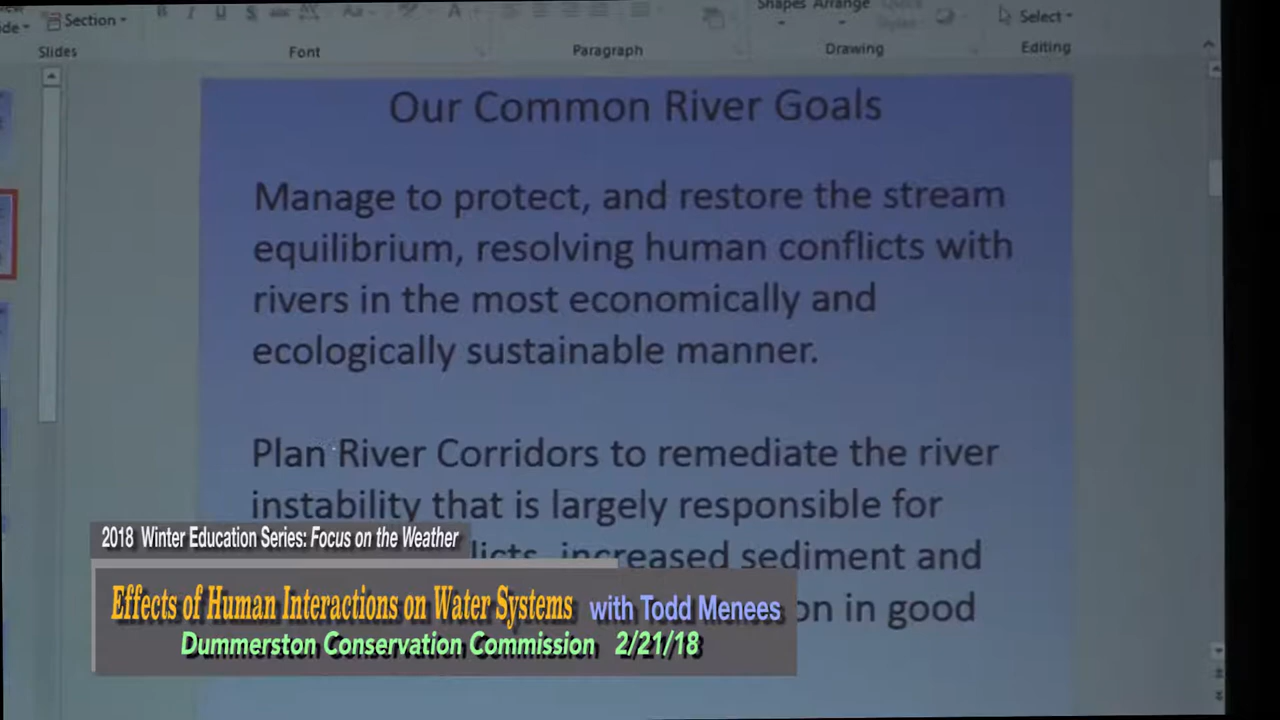 Section
Shapes Arrange
Select
Slides
Font
Paragraph
Drawing
Editing
Our Common River Goals
Manage to protect, and restore the stream
equilibrium, resolving human conflicts with
rivers in the most economically and
ecologically sustainable manner.
Plan River Corridors to remediate the river
instability that is largely responsible for
increased sediment and
in good
2018 Winter Education Series: Focus on the Weather
Effects of Human Interactions on Water Systems with Todd Menees
Dummerston Conservation Commission 2/21/18